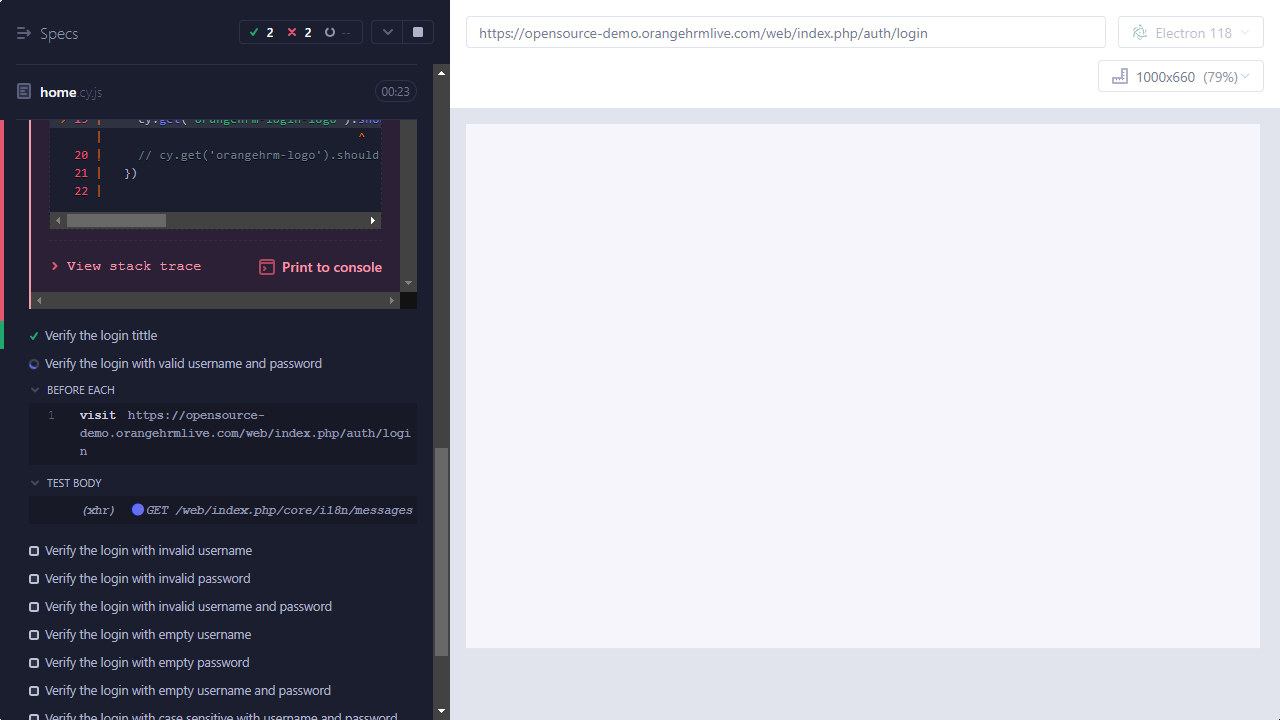 Specs
2 2 --
https://opensource-demo.orangehrmlive.com/web/index.php/auth/login
Electron 118
1000x660 (79%)
home.cy.js
00:23
19 | cy.get('orangehrm-login-logo').shou
| ^
20 | // cy.get('orangehrm-logo').should
21 | })
22 |
> View stack trace
Print to console
Verify the login tittle
Verify the login with valid username and password
BEFORE EACH
1 visit https://opensource-
demo.orangehrmlive.com/web/index.php/auth/logi
n
TEST BODY
(xhr) GET /web/index.php/core/i18n/messages
Verify the login with invalid username
Verify the login with invalid password
Verify the login with invalid username and password
Verify the login with empty username
Verify the login with empty password
Verify the login with empty username and password
Verify the login with case sensitive with username and password